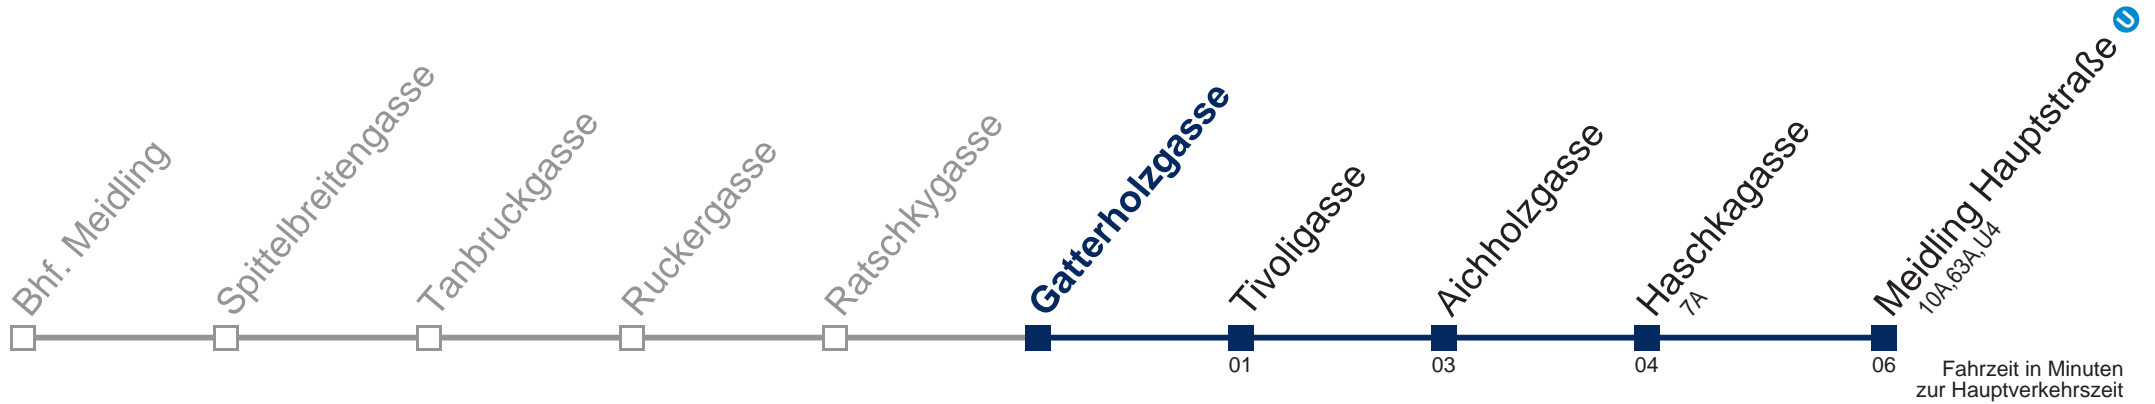 Bhf. Meidling
Spittelbreitengasse
Tanbruckgasse
Ruckergasse
Ratschkygasse
Gatterholzgasse
Tivoligasse
Aichholzgasse
Haschkagasse
7A
Meidling Hauptstraße U
10A,63A,U4
01
03
04
06
Fahrzeit in Minuten
zur Hauptverkehrszeit